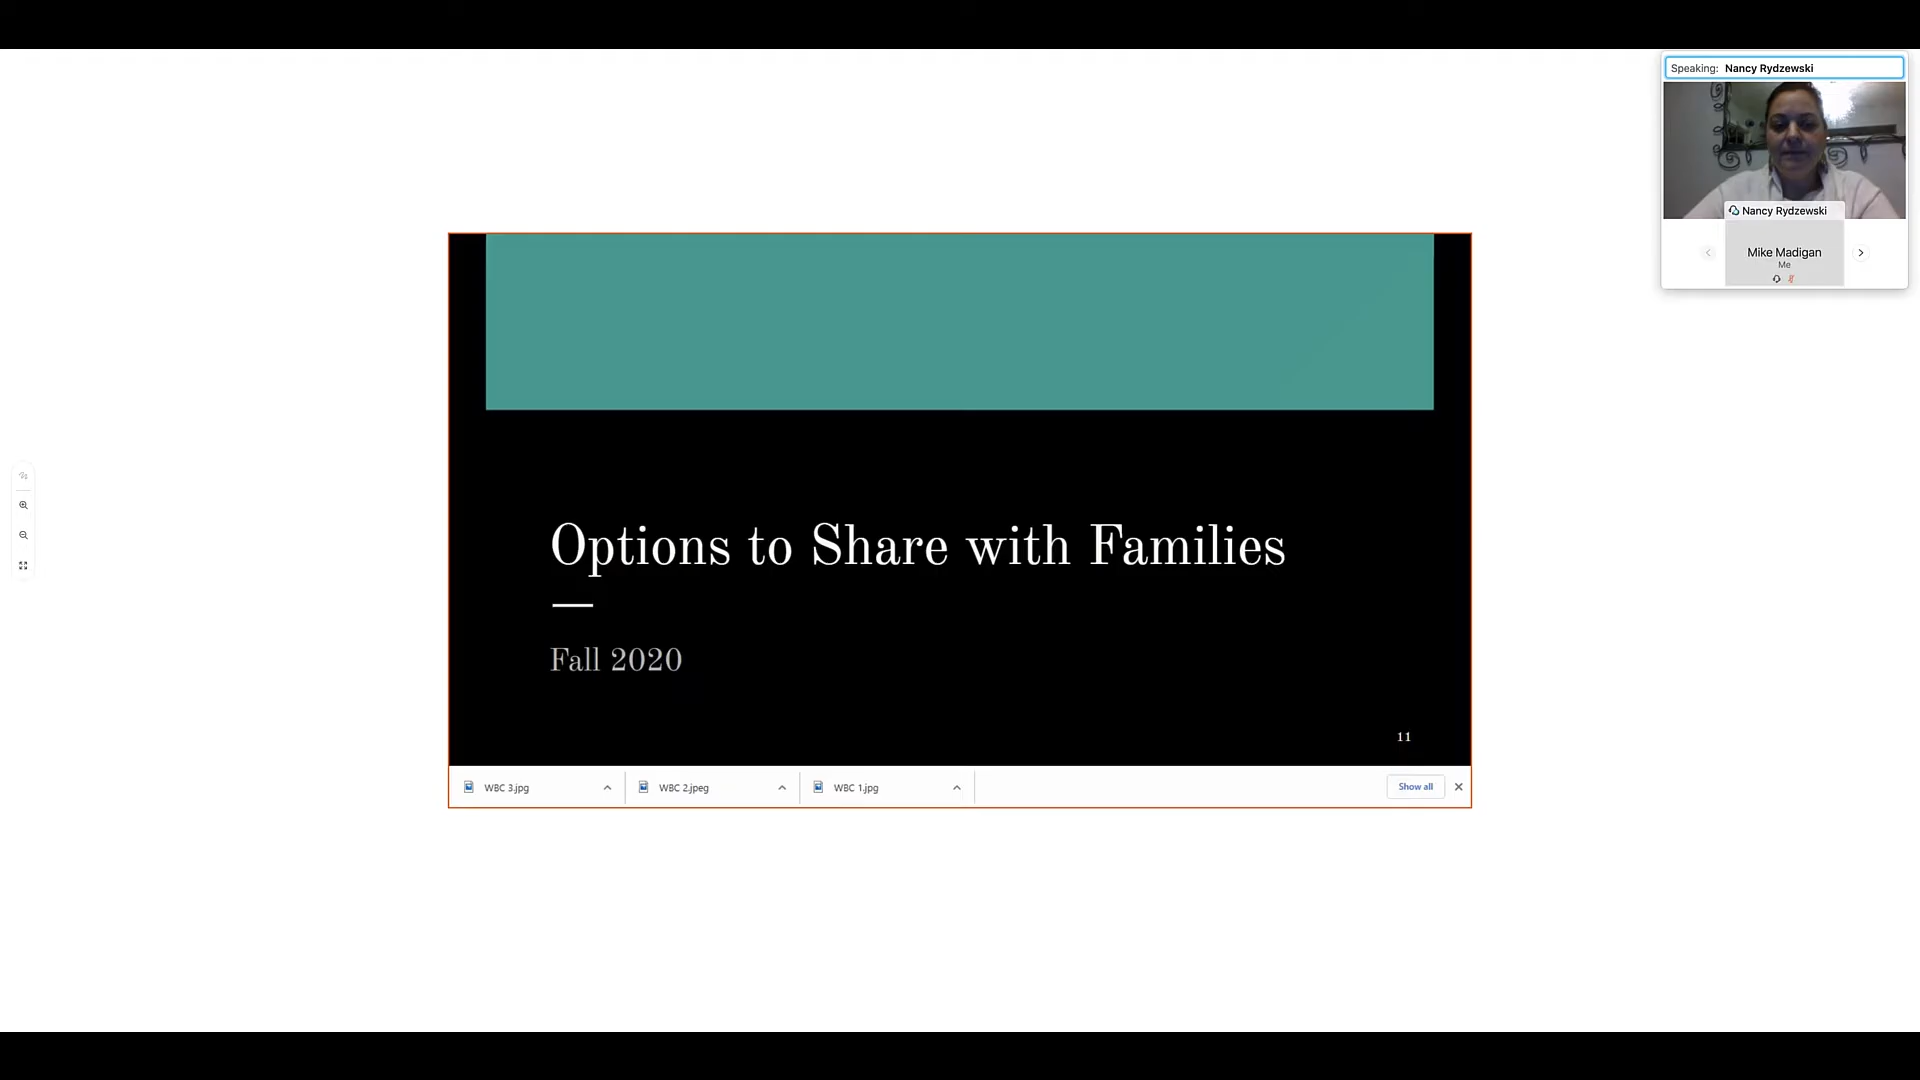 Speaking: Nancy Rydzewski
Nancy Rydzewski
Mike Madigan
Me
Options to Share with Families
Fall 2020
11
WBC 3.jpg
WBC 2.jpeg
WBC 1.jpg
Show all